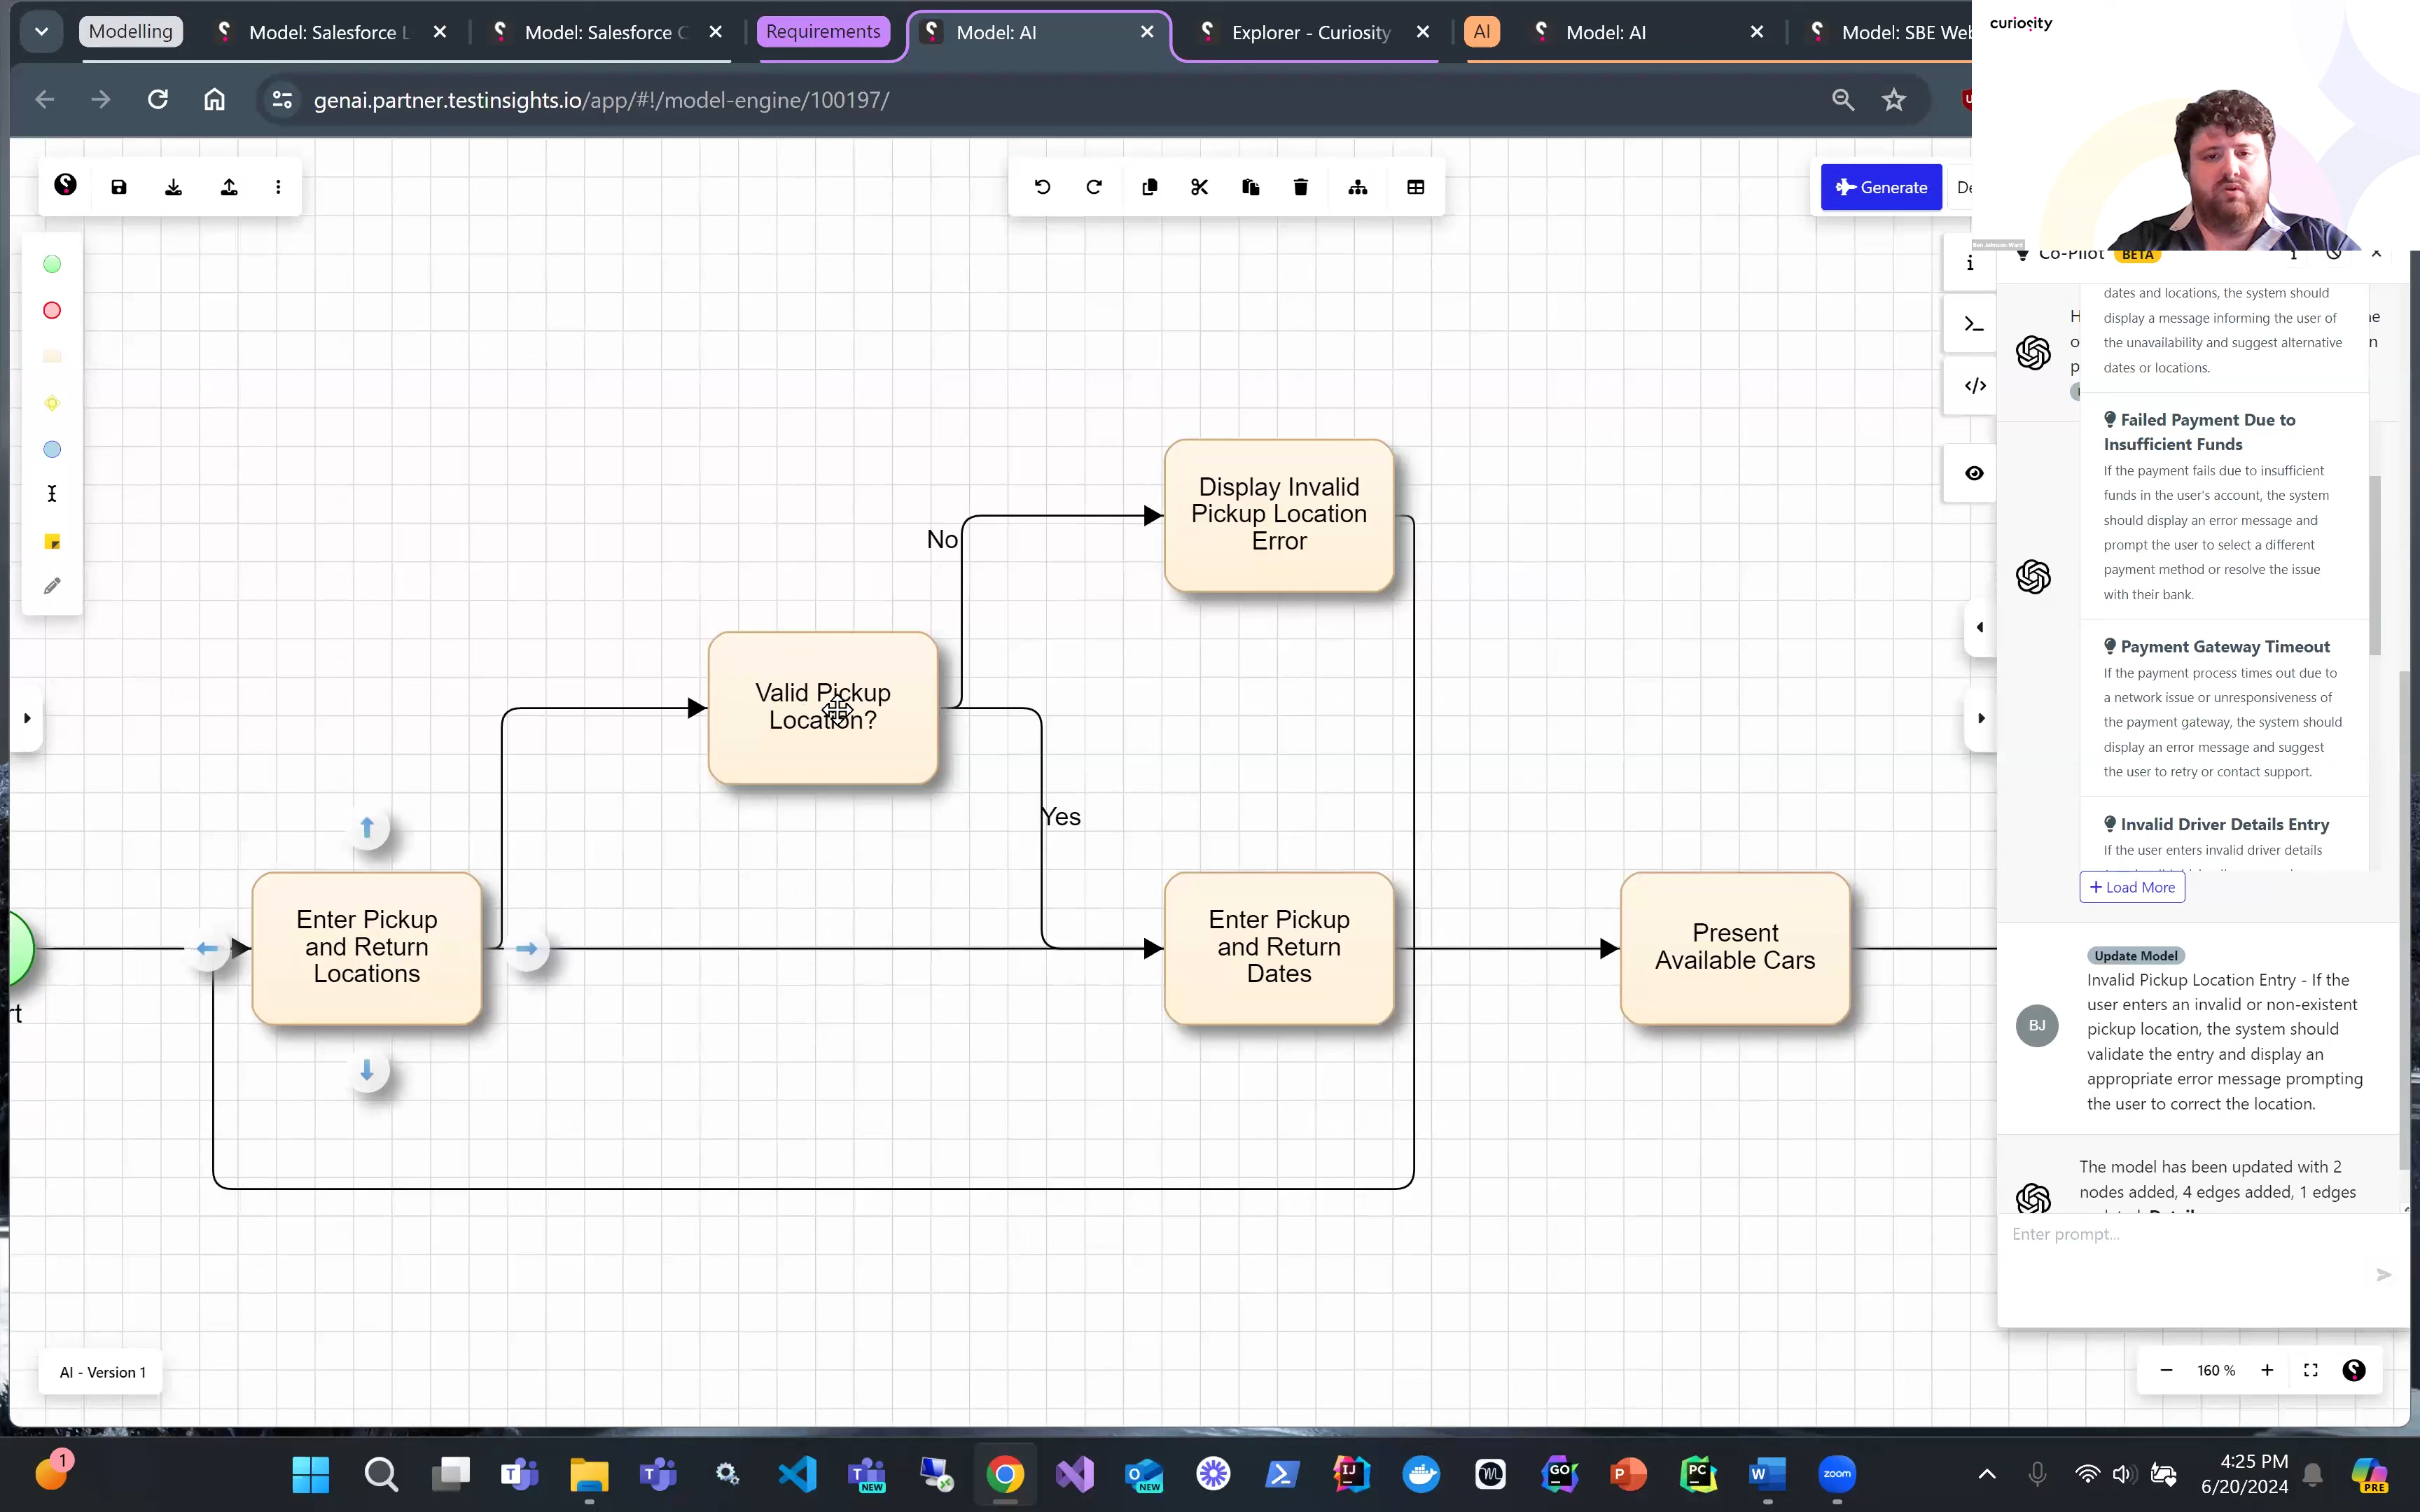 Modelling
Model: Salesforce L
Model: Salesforce C
Requirements
Model: AI
Explorer - Curiosity
AI
Model: AI
Model: SBE Web
curiosity
genai.partner.testinsights.io/app/#!/model-engine/100197/
Generate
De
Ben Johnson-Ward
Co-Pilot BETA
dates and locations, the system should
display a message informing the user of
the unavailability and suggest alternative
dates or locations.
Failed Payment Due to
Insufficient Funds
If the payment fails due to insufficient
funds in the user's account, the system
should display an error message and
prompt the user to select a different
payment method or resolve the issue
with their bank.
Payment Gateway Timeout
If the payment process times out due to
a network issue or unresponsiveness of
the payment gateway, the system should
display an error message and suggest
the user to retry or contact support.
Invalid Driver Details Entry
If the user enters invalid driver details
+ Load More
Update Model
BJ
Invalid Pickup Location Entry - If the
user enters an invalid or non-existent
pickup location, the system should
validate the entry and display an
appropriate error message prompting
the user to correct the location.
The model has been updated with 2
nodes added, 4 edges added, 1 edges
Enter prompt...
Display Invalid
Pickup Location
Error
No
Valid Pickup
Location?
Yes
Enter Pickup
and Return
Locations
Enter Pickup
and Return
Dates
Present
Available Cars
rt
AI - Version 1
160 %
1
NEW
NEW
zoom
4:25 PM
6/20/2024
PRE